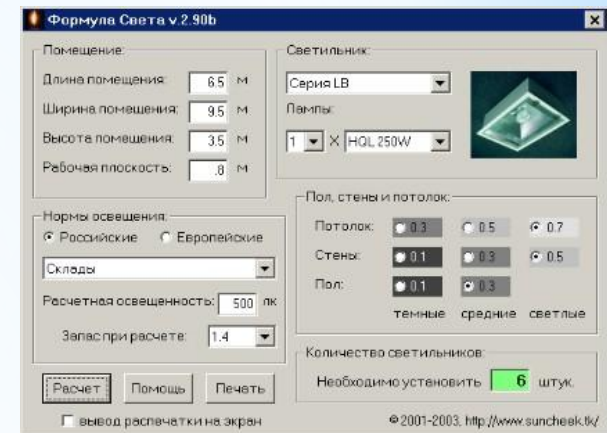 Формула Света v.2.90b
Помещение:
Длина помещения: 6.5 м
Ширина помещения: 9.5 м
Высота помещения: 3.5 м
Рабочая плоскость: .8 м
Светильник:
Серия LB
Лампы:
1 × HQL 250W
Нормы освещения:
Российские Европейские
Склады
Расчетная освещенность: 500 лк
Запас при расчете: 1.4
Пол, стены и потолок:
Потолок: 0.3 0.5 0.7
Стены: 0.1 0.3 0.5
Пол: 0.1 0.3
темные средние светлые
Количество светильников:
Необходимо установить 6 штук.
Расчет Помощь Печать
вывод распечатки на экран
© 2001-2003, http://www.suncheek.tk/